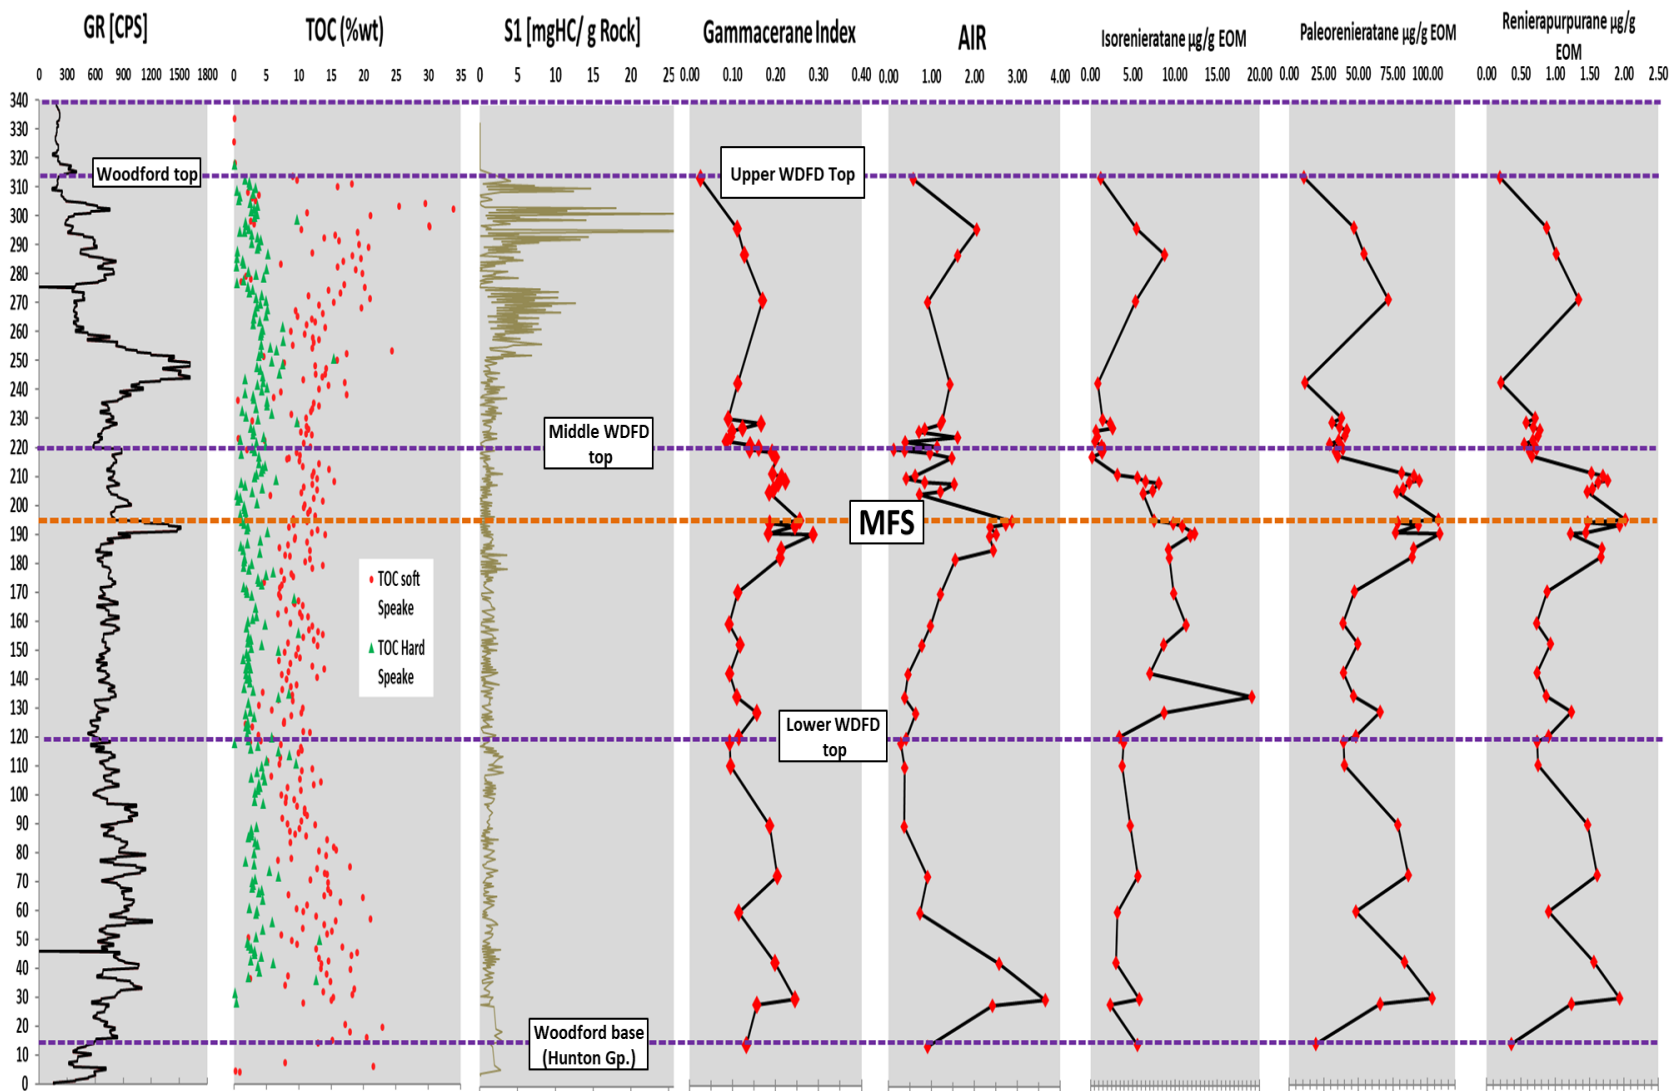 GR [CPS]
TOC (%wt)
S1 [mgHC/ g Rock]
Gammacerane Index
AIR
Isorenieratane µg/g EOM
Paleorenieratane µg/g EOM
Renierapurpurane µg/g
EOM
0 300 600 900 1200 1500 1800
0 5 10 15 20 25 30 35
0 5 10 15 20 25
0.00 0.10 0.20 0.30 0.40
0.00 1.00 2.00 3.00 4.00
0.00 5.00 10.00 15.00 20.00
0.00 25.00 50.00 75.00 100.00
0.00 0.50 1.00 1.50 2.00 2.50
340
330
320
Woodford top
Upper WDFD Top
310
300
290
280
270
260
250
240
230
Middle WDFD
top
220
210
200
MFS
190
180
TOC soft
Speake
170
160
TOC Hard
Speake
150
140
130
Lower WDFD
top
120
110
100
90
80
70
60
50
40
30
20
Woodford base
(Hunton Gp.)
10
0